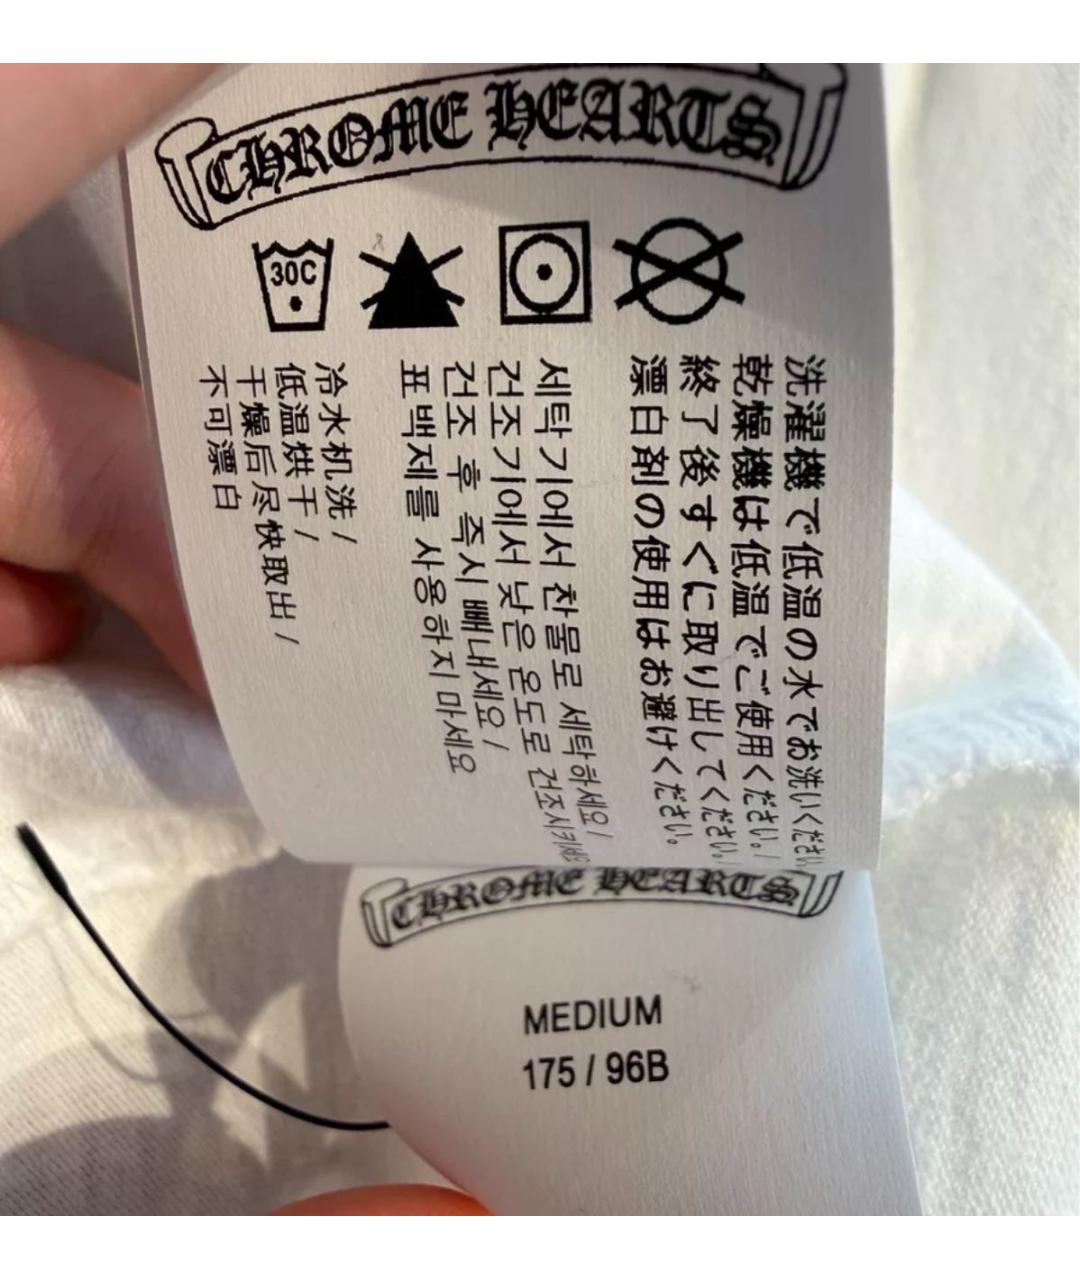 CHROME HEARTS
30C
洗濯機で低温の水でお洗いください
乾燥機は低温でご使用ください。/
終了後すぐに取り出してください。/
漂白剤の使用はお避けください。
세탁기에서 찬물로 세탁하세요/
건조기에서 낮은 온도로 건조시키세요
건조 후 즉시 빼내세요/
표백제를 사용하지 마세요
冷水机洗/
低温烘干/
干燥后尽快取出/
不可漂白
CHROME HEARTS
MEDIUM
175 / 96B